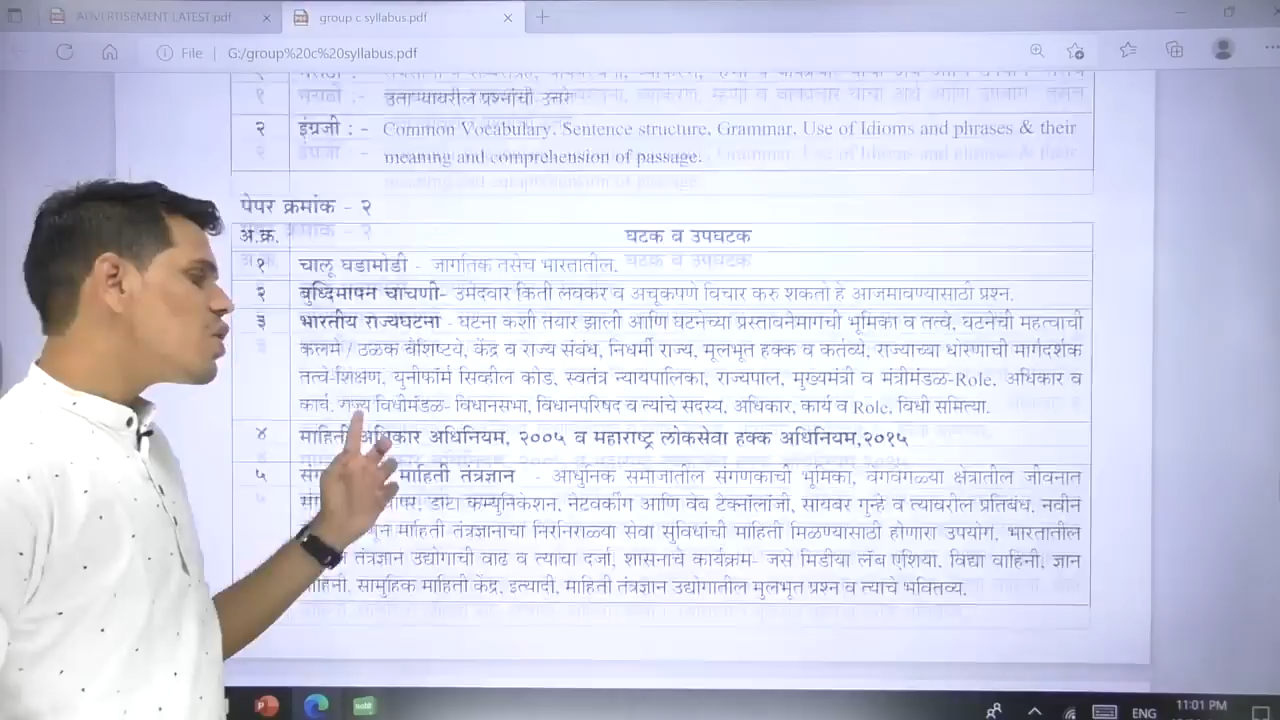 ADVERTISEMENT LATEST.pdf
group c syllabus.pdf
File
G:/group%20c%20syllabus.pdf
१ मराठी :- उताऱ्यावरील प्रश्नांची उत्तरे
२ इंग्रजी : - Common Vocabulary, Sentence structure, Grammar, Use of Idioms and phrases & their
meaning and comprehension of passage.
पेपर क्रमांक - २
अ.क्र. घटक व उपघटक
१ चालू घडामोडी - जागतिक तसेच भारतातील.
२ बुध्दिमापन चाचणी- उमेदवार किती लवकर व अचुकपणे विचार करु शकतो हे आजमावण्यासाठी प्रश्न.
३ भारतीय राज्यघटना - घटना कशी तयार झाली आणि घटनेच्या प्रस्तावनेमागची भूमिका व तत्वे, घटनेची महत्वाची
कलमे / ठळक वैशिष्टये, केंद्र व राज्य संबंध, निधर्मी राज्य, मूलभूत हक्क व कर्तव्ये, राज्याच्या धोरणाची मार्गदर्शक
तत्वे-शिक्षण, युनीफॉर्म सिव्हील कोड, स्वतंत्र न्यायपालिका, राज्यपाल, मुख्यमंत्री व मंत्रीमंडळ-Role, अधिकार व
कार्य, राज्य विधीमंडळ- विधानसभा, विधानपरिषद व त्यांचे सदस्य, अधिकार, कार्य व Role, विधी समित्या.
४ माहिती अधिकार अधिनियम, २००५ व महाराष्ट्र लोकसेवा हक्क अधिनियम,२०१५
५ माहिती तंत्रज्ञान - आधुनिक समाजातील संगणकाची भूमिका, वेगवेगळ्या क्षेत्रातील जीवनात
डाटा कम्युनिकेशन, नेटवर्कींग आणि वेब टेक्नॉलॉजी, सायबर गुन्हे व त्यावरील प्रतिबंध, नवीन
माहिती तंत्रज्ञानाचा निरनिराळ्या सेवा सुविधांची माहिती मिळण्यासाठी होणारा उपयोग, भारतातील
तंत्रज्ञान उद्योगाची वाढ व त्याचा दर्जा, शासनाचे कार्यक्रम- जसे मिडीया लॅब एशिया, विद्या वाहिनी, ज्ञान
सामुहिक माहिती केंद्र, इत्यादी, माहिती तंत्रज्ञान उद्योगातील मुलभूत प्रश्न व त्याचे भवितव्य.
ENG
11:01 PM